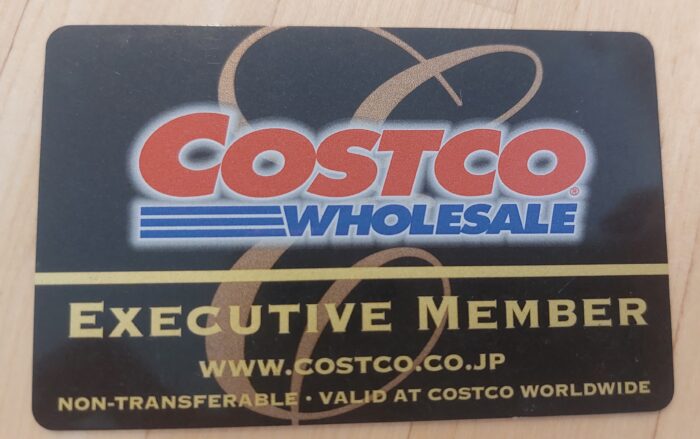 COSTCO®
WHOLESALE
EXECUTIVE MEMBER
WWW.COSTCO.CO.JP
NON-TRANSFERABLE · VALID AT COSTCO WORLDWIDE